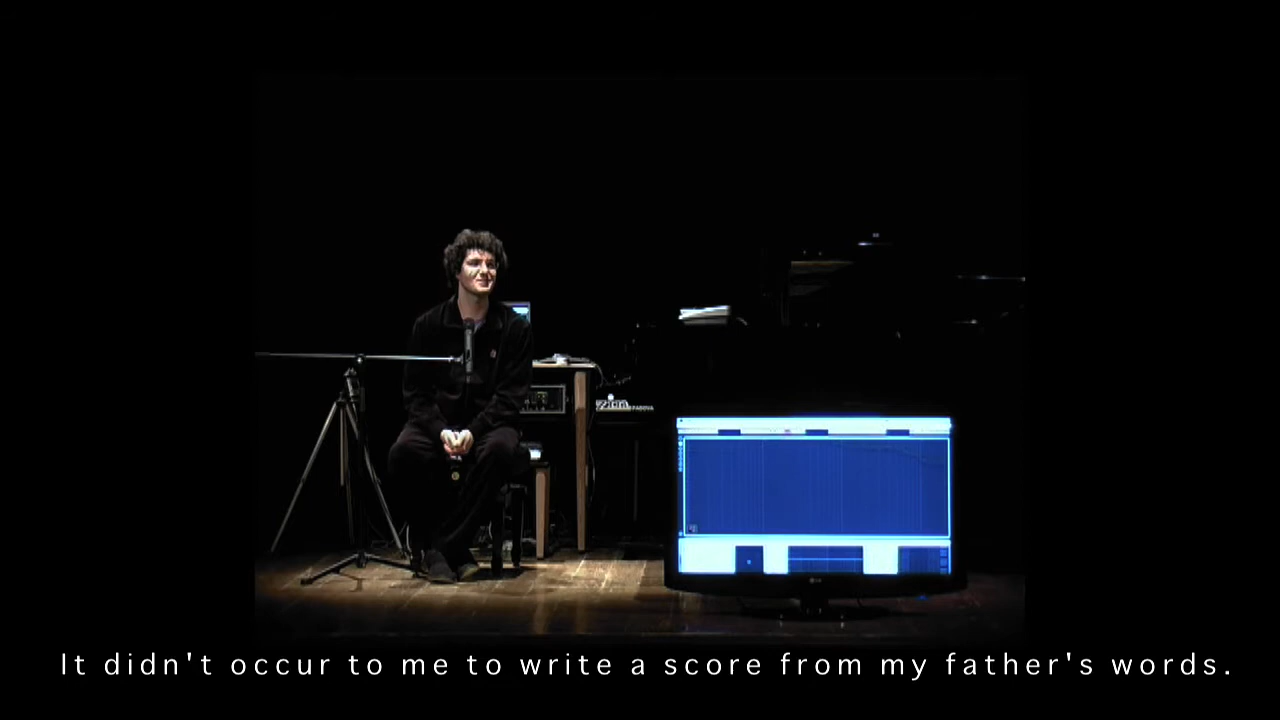 It didn't occur to me to write a score from my father's words.